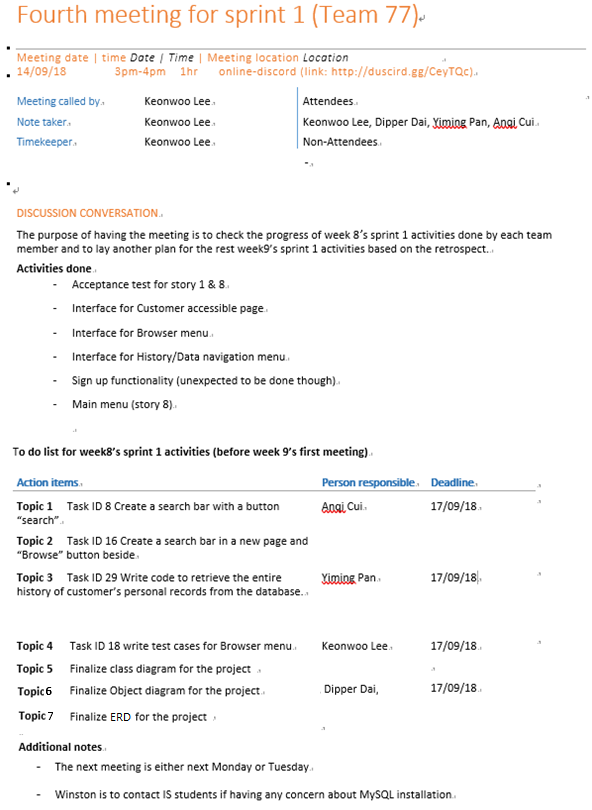 Fourth meeting for sprint 1 (Team 77)
Meeting date | time Date | Time | Meeting location Location
14/09/18 3pm-4pm 1hr online-discord (link: http://duscird.gg/CeyTQc)
Meeting called by Keonwoo Lee Attendees
Note taker Keonwoo Lee Keonwoo Lee, Dipper Dai, Yiming Pan, Anqi Cui
Timekeeper Keonwoo Lee Non-Attendees
-
DISCUSSION CONVERSATION
The purpose of having the meeting is to check the progress of week 8's sprint 1 activities done by each team
member and to lay another plan for the rest week9's sprint 1 activities based on the retrospect.
Activities done
- Acceptance test for story 1 & 8
- Interface for Customer accessible page
- Interface for Browser menu
- Interface for History/Data navigation menu
- Sign up functionality (unexpected to be done though)
- Main menu (story 8)
To do list for week8's sprint 1 activities (before week 9's first meeting)
Action items Person responsible Deadline
Topic 1 Task ID 8 Create a search bar with a button Anqi Cui 17/09/18
"search"
Topic 2 Task ID 16 Create a search bar in a new page and
"Browse" button beside
Topic 3 Task ID 29 Write code to retrieve the entire Yiming Pan 17/09/18
history of customer's personal records from the database.
Topic 4 Task ID 18 write test cases for Browser menu Keonwoo Lee 17/09/18
Topic 5 Finalize class diagram for the project
Topic 6 Finalize Object diagram for the project Dipper Dai, 17/09/18
Topic 7 Finalize ERD for the project
Additional notes
- The next meeting is either next Monday or Tuesday
- Winston is to contact IS students if having any concern about MySQL installation